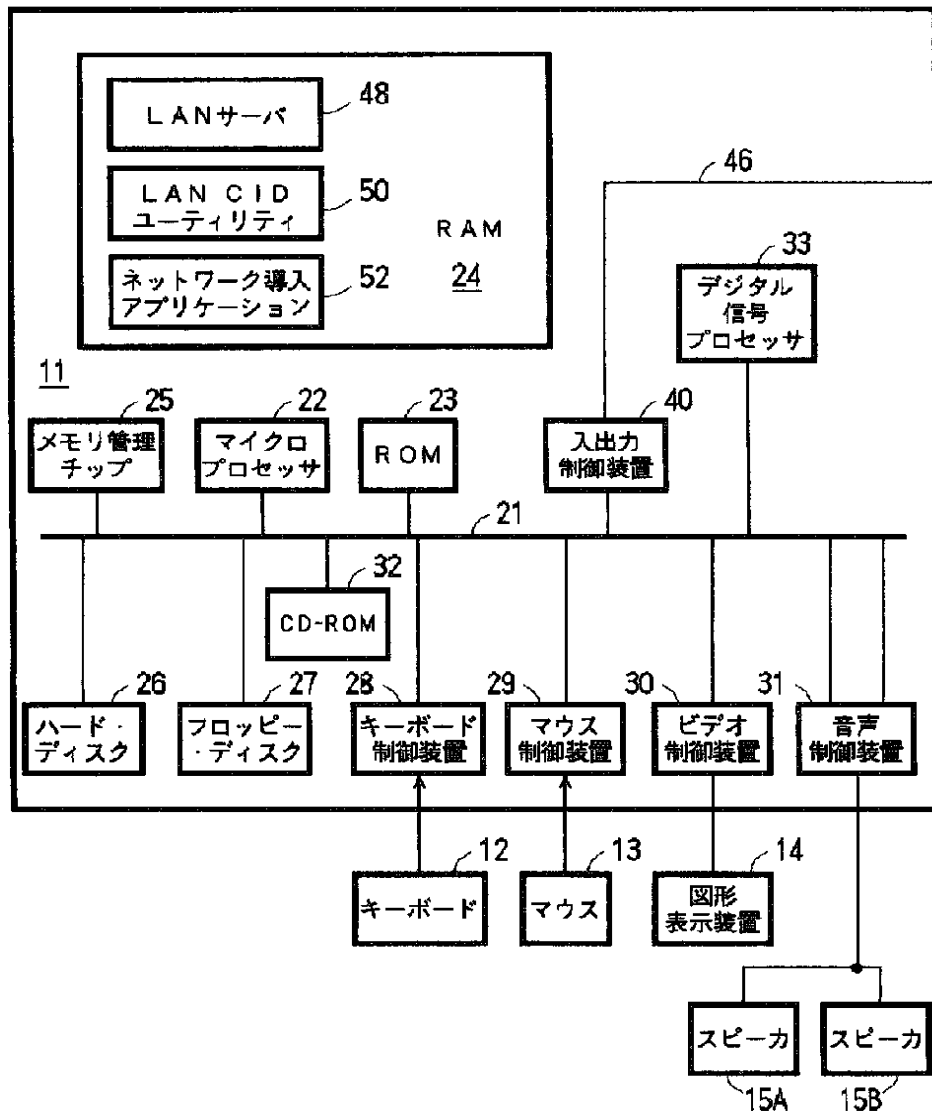 48
LANサーバ
46
50
LAN CID
ユーティリティ
RAM
24
33
52
ネットワーク導入
アプリケーション
デジタル
信号
プロセッサ
11
25
22
23
40
メモリ管理
チップ
マイクロ
プロセッサ
ROM
入出力
制御装置
21
32
CD-ROM
26
27
28
29
30
31
ハード・
ディスク
フロッピー
・ディスク
キーボード
制御装置
マウス
制御装置
ビデオ
制御装置
音声
制御装置
12
13
14
キーボード
マウス
図形
表示装置
スピーカ
スピーカ
15A
15B